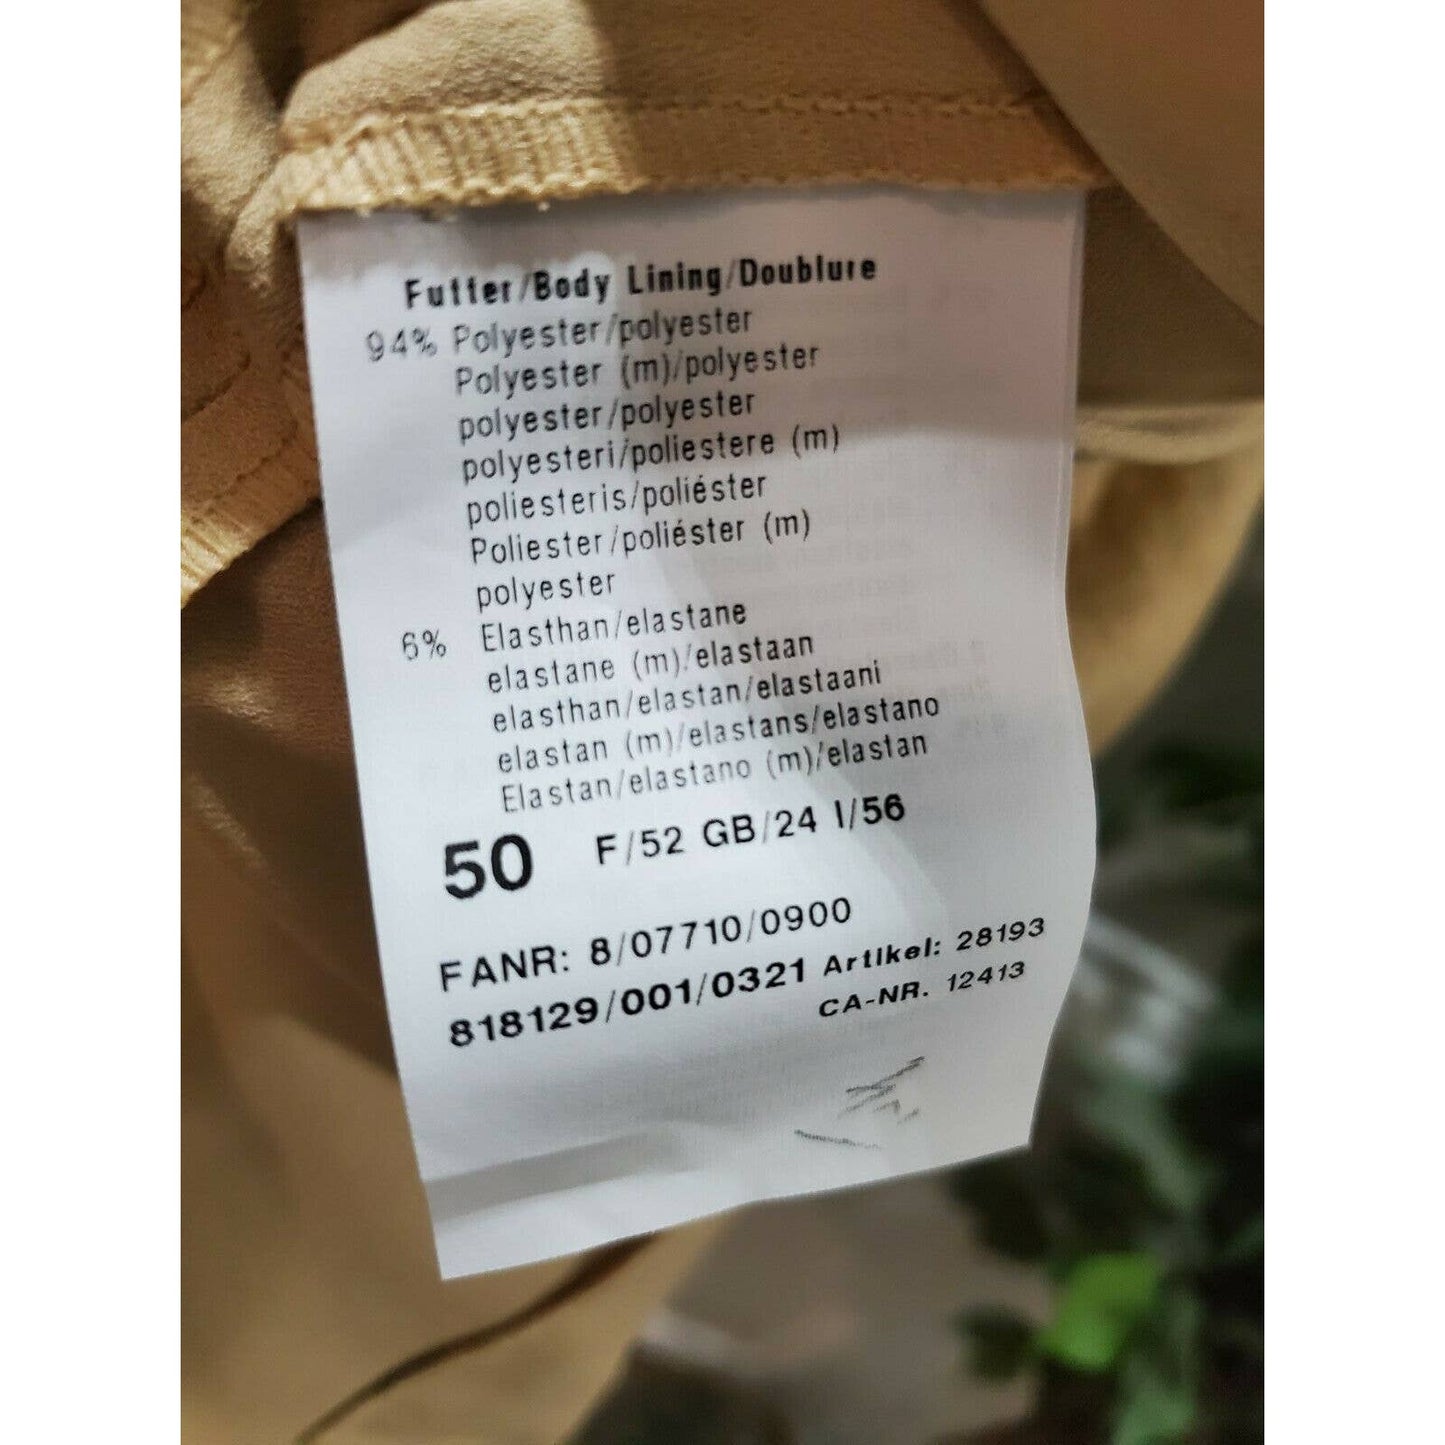 Futter/Body Lining/Doublure
94% Polyester/polyester
Polyester (m)/polyester
polyester/polyester
polyesteri/poliestere (m)
poliesteris/poliéster
Poliester/poliéster (m)
polyester
6% Elasthan/elastane
elastane (m)/elastaan
elasthan/elastan/elastaani
elastan (m)/elastans/elastano
Elastan/elastano (m)/elastan
50 F/52 GB/24 I/56
FANR: 8/07710/0900
818129/001/0321 Artikel: 28193
CA-NR. 12413